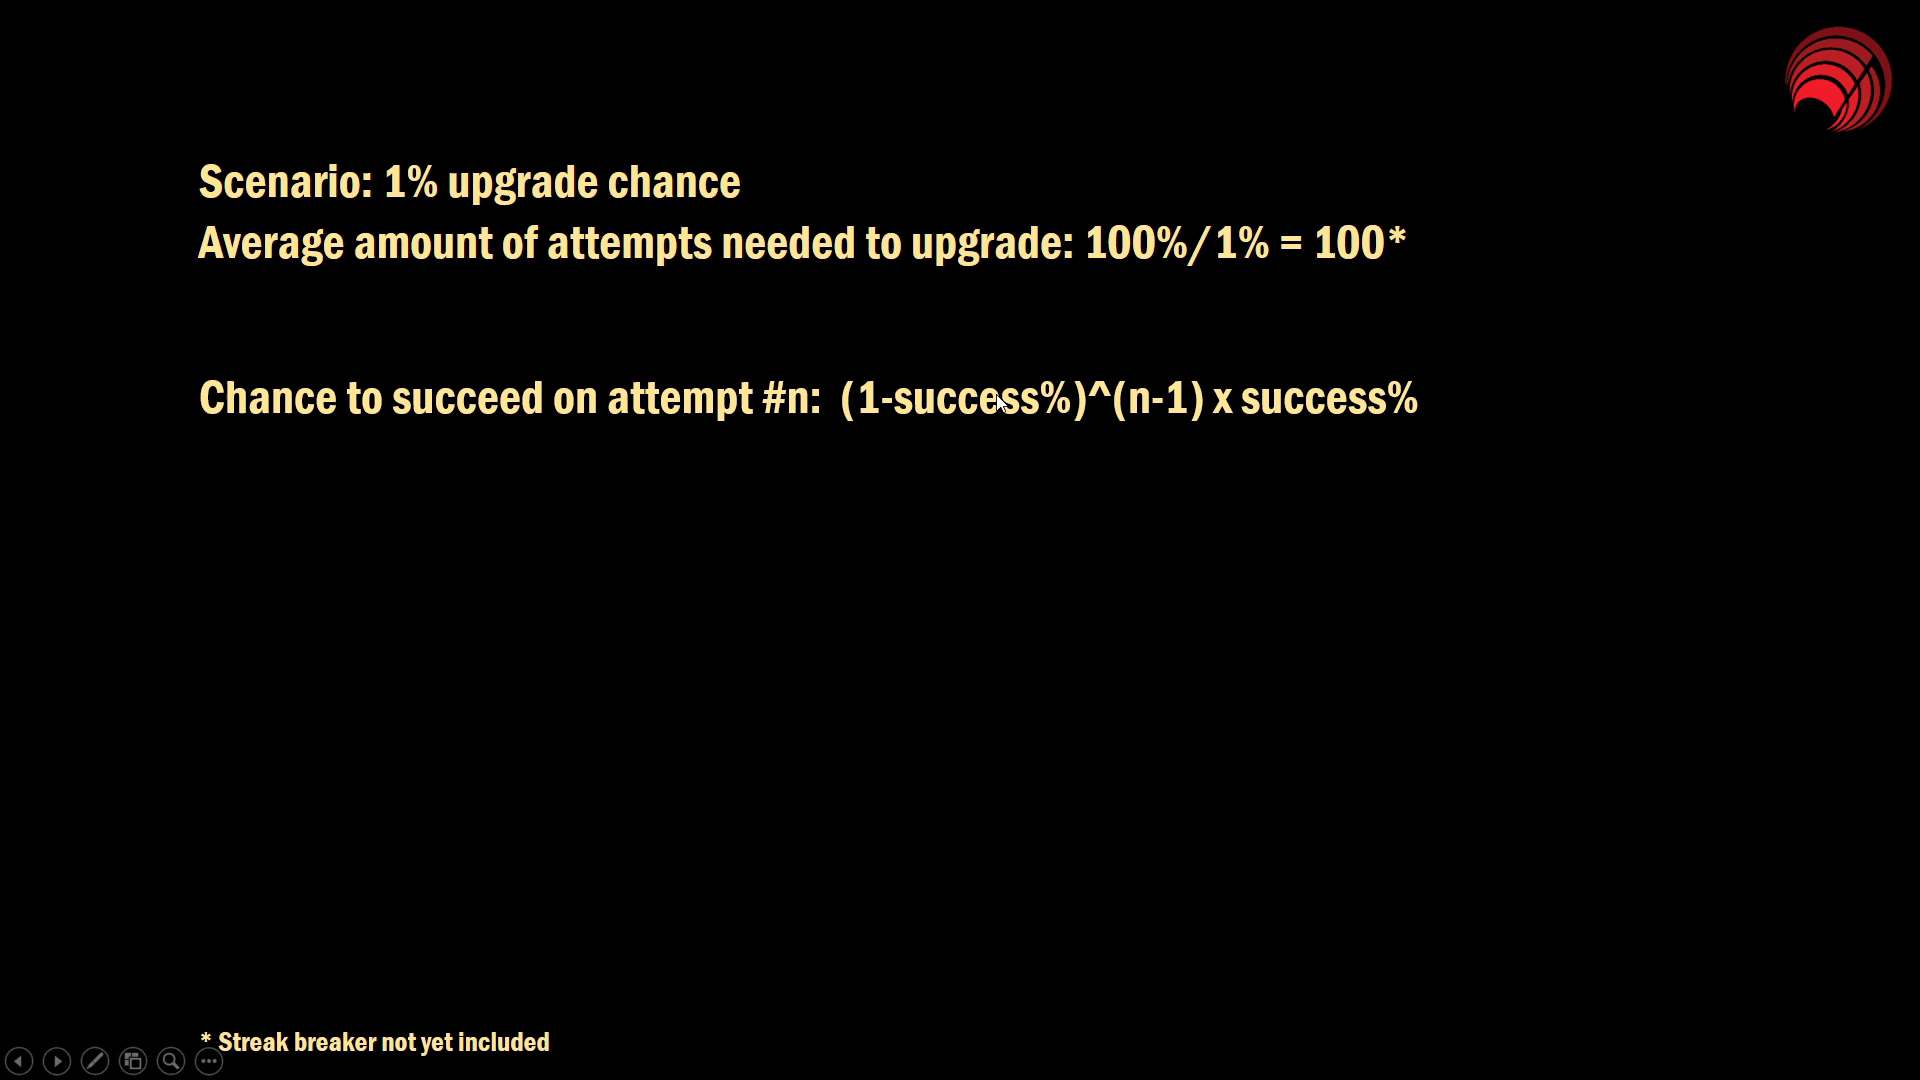 Scenario: 1% upgrade chance
Average amount of attempts needed to upgrade: 100%/1% = 100*
Chance to succeed on attempt #n: (1-success%)^(n-1) x success%
* Streak breaker not yet included